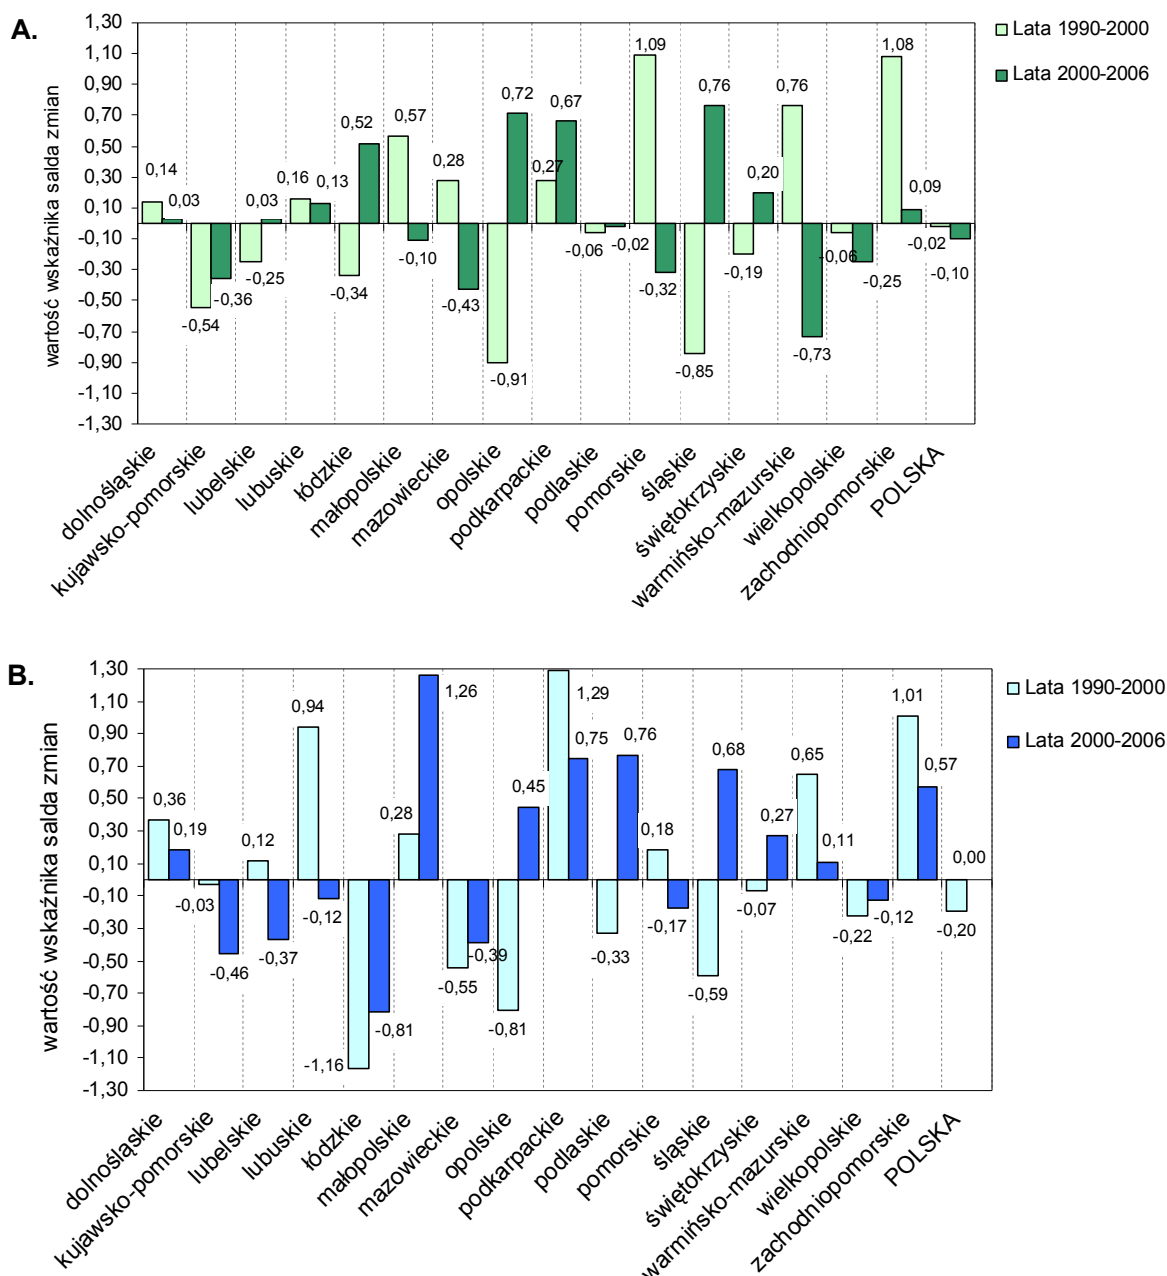 A.
wartość wskaźnika salda zmian
1,30
1,10
0,90
0,70
0,50
0,30
0,10
-0,10
-0,30
-0,50
-0,70
-0,90
-1,10
-1,30
0,14
0,03
-0,54
-0,36
-0,25
0,03
0,16
0,13
-0,34
0,52
0,57
-0,10
0,28
-0,43
-0,91
0,72
0,27
0,67
-0,06
-0,02
1,09
-0,32
-0,85
0,76
-0,19
0,20
0,76
-0,73
-0,06
-0,25
1,08
0,09
-0,02
-0,10
Lata 1990-2000
Lata 2000-2006
dolnośląskie
kujawsko-pomorskie
lubelskie
lubuskie
łódzkie
małopolskie
mazowieckie
opolskie
podkarpackie
podlaskie
pomorskie
śląskie
świętokrzyskie
warmińsko-mazurskie
wielkopolskie
zachodniopomorskie
POLSKA
B.
wartość wskaźnika salda zmian
1,30
1,10
0,90
0,70
0,50
0,30
0,10
-0,10
-0,30
-0,50
-0,70
-0,90
-1,10
-1,30
0,36
0,19
-0,03
-0,46
0,12
-0,37
0,94
-0,12
-1,16
-0,81
0,28
1,26
-0,55
-0,39
-0,81
0,45
1,29
0,75
-0,33
0,76
0,18
-0,17
-0,59
0,68
-0,07
0,27
0,65
0,11
-0,22
-0,12
1,01
0,57
-0,20
0,00
Lata 1990-2000
Lata 2000-2006
dolnośląskie
kujawsko-pomorskie
lubelskie
lubuskie
łódzkie
małopolskie
mazowieckie
opolskie
podkarpackie
podlaskie
pomorskie
śląskie
świętokrzyskie
warmińsko-mazurskie
wielkopolskie
zachodniopomorskie
POLSKA